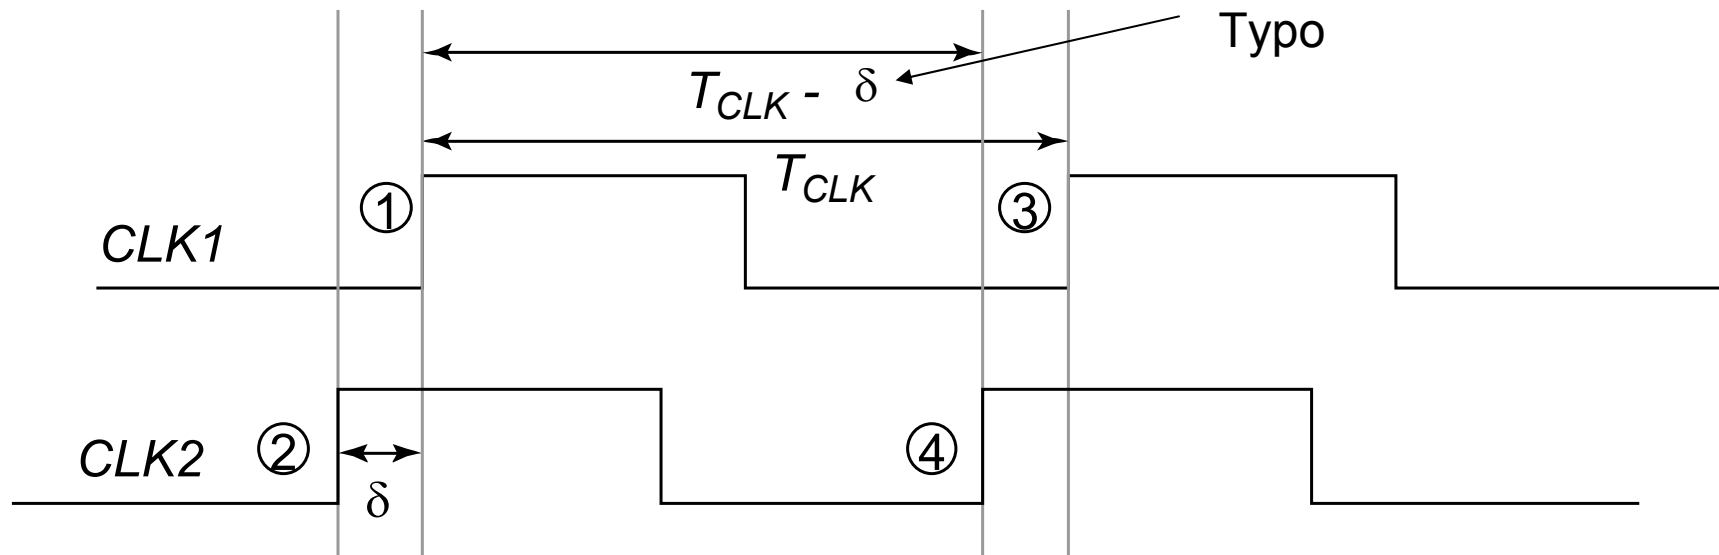 Typo
T_CLK - δ
T_CLK
① ③
CLK1
② ④
CLK2
δ